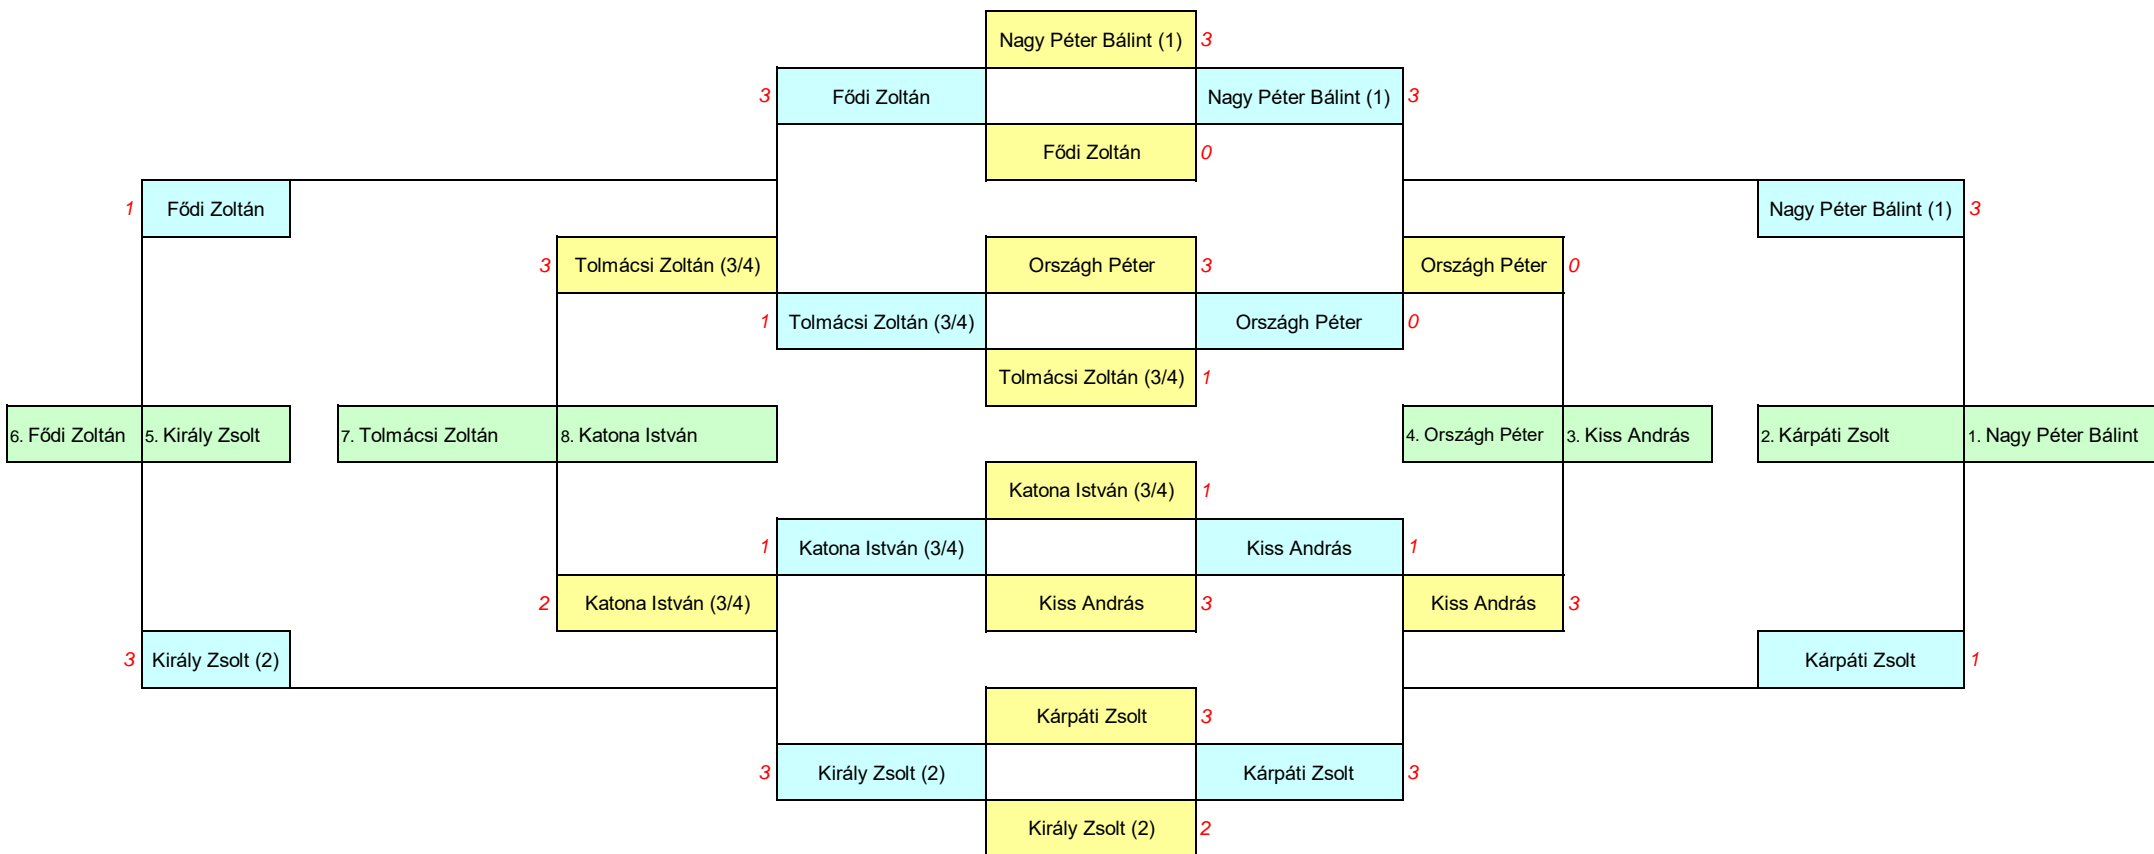 Nagy Péter Bálint (1) 3
3 Fődi Zoltán Nagy Péter Bálint (1) 3
Fődi Zoltán 0
1 Fődi Zoltán Nagy Péter Bálint (1) 3
3 Tolmácsi Zoltán (3/4) Országh Péter 3 Országh Péter 0
1 Tolmácsi Zoltán (3/4) Országh Péter 0
Tolmácsi Zoltán (3/4) 1
6. Fődi Zoltán 5. Király Zsolt 7. Tolmácsi Zoltán 8. Katona István 4. Országh Péter 3. Kiss András 2. Kárpáti Zsolt 1. Nagy Péter Bálint
Katona István (3/4) 1
1 Katona István (3/4) Kiss András 1
2 Katona István (3/4) Kiss András 3 Kiss András 3
3 Király Zsolt (2) Kárpáti Zsolt 1
Kárpáti Zsolt 3
3 Király Zsolt (2) Kárpáti Zsolt 3
Király Zsolt (2) 2